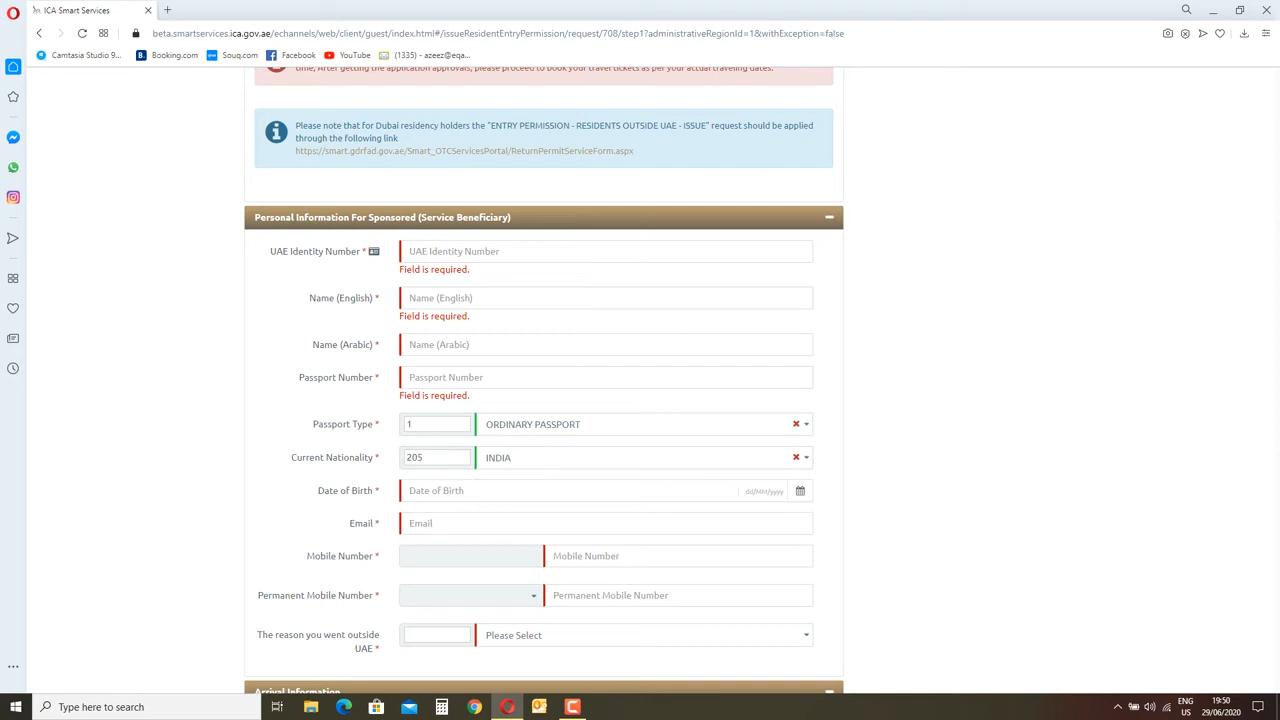 ICA Smart Services
beta.smartservices.ica.gov.ae/echannels/web/client/guest/index.html#/issueResidentEntryPermission/request/708/step1?administrativeRegionId=1&withException=false
Camtasia Studio 9... Booking.com Souq.com Facebook YouTube (1335) - azeez@eqa...
time, After getting the application approvals, please proceed to book your travel tickets as per your actual traveling dates.
Please note that for Dubai residency holders the "ENTRY PERMISSION - RESIDENTS OUTSIDE UAE - ISSUE" request should be applied
through the following link
https://smart.gdrfad.gov.ae/Smart_OTCServicesPortal/ReturnPermitServiceForm.aspx
Personal Information For Sponsored (Service Beneficiary)
UAE Identity Number * UAE Identity Number
Field is required.
Name (English) * Name (English)
Field is required.
Name (Arabic) * Name (Arabic)
Passport Number * Passport Number
Field is required.
Passport Type * 1 ORDINARY PASSPORT
Current Nationality * 205 INDIA
Date of Birth * Date of Birth dd/MM/yyyy
Email * Email
Mobile Number * Mobile Number
Permanent Mobile Number * Permanent Mobile Number
The reason you went outside
UAE * Please Select
Arrival Information
Type here to search
ENG
US
19:50
29/06/2020